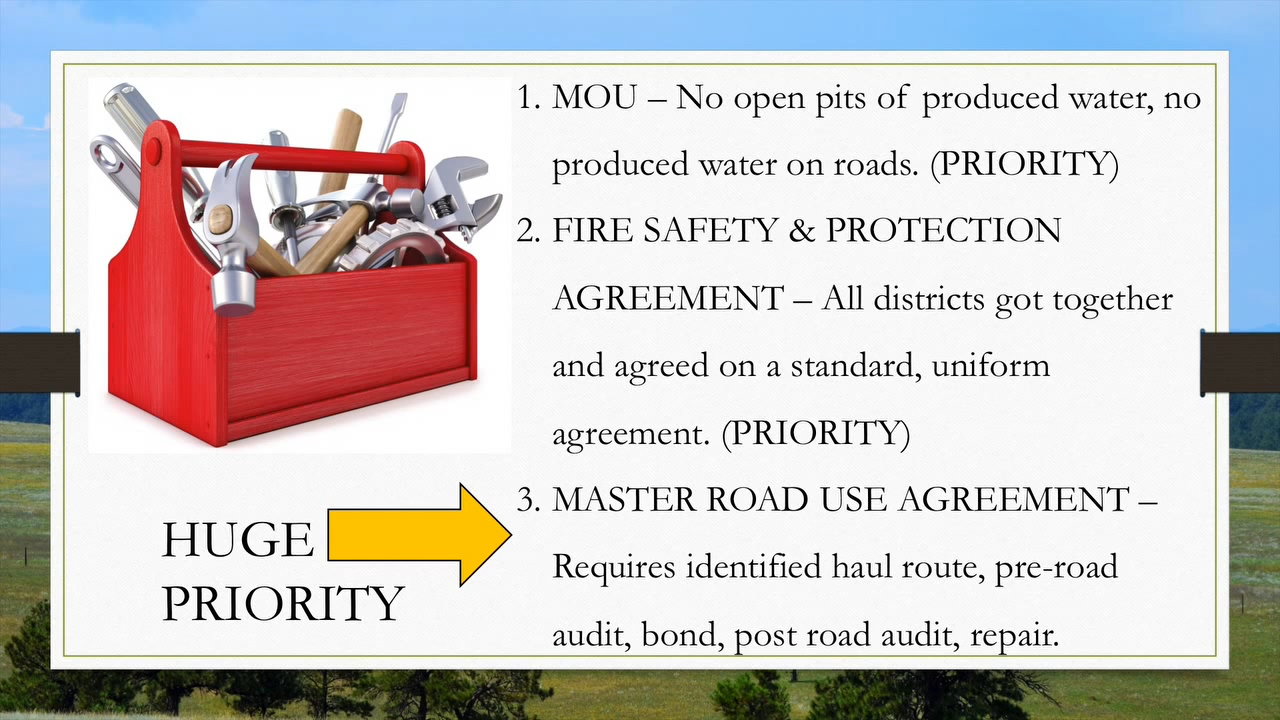 1. MOU – No open pits of produced water, no
produced water on roads. (PRIORITY)
2. FIRE SAFETY & PROTECTION
AGREEMENT – All districts got together
and agreed on a standard, uniform
agreement. (PRIORITY)
3. MASTER ROAD USE AGREEMENT –
Requires identified haul route, pre-road
audit, bond, post road audit, repair.
HUGE
PRIORITY